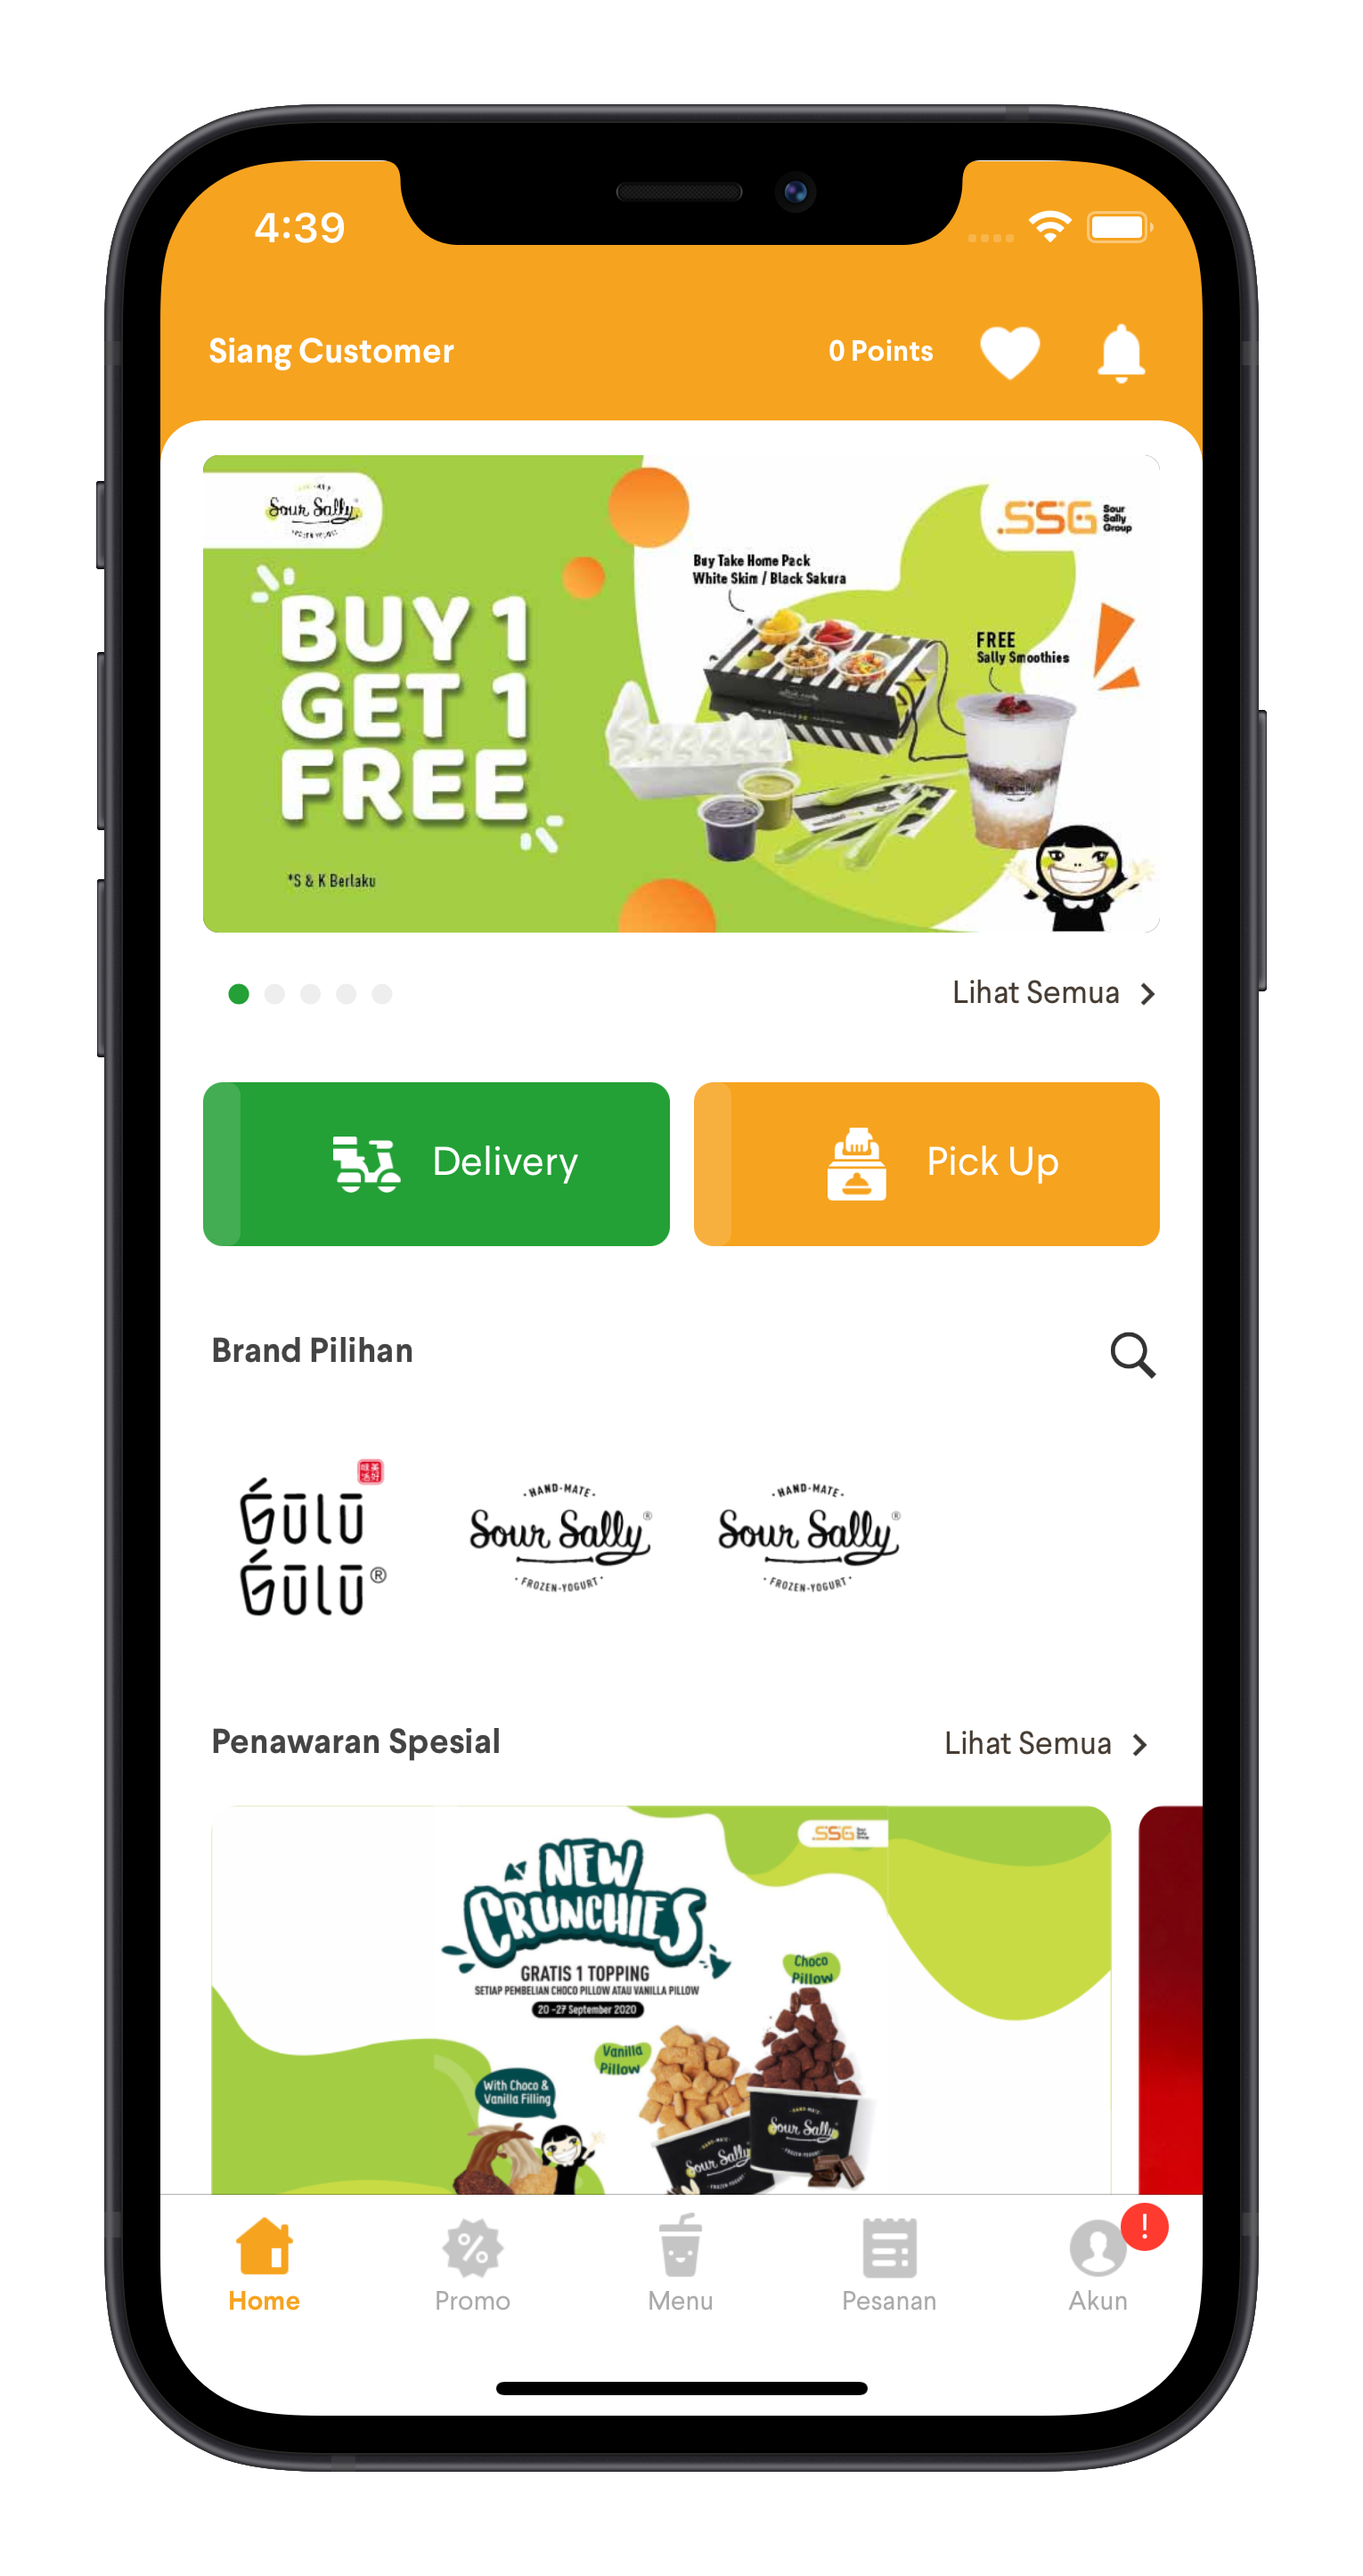 4:39
Siang Customer
0 Points
Sour Sally
SSG Sour
Sally
Group
BUY 1
GET 1
FREE
*S & K Berlaku
Buy Take Home Pack
White Skim / Black Sakura
FREE
Sally Smoothies
Lihat Semua
Delivery
Pick Up
Brand Pilihan
GŪLŪ
GŪLŪ®
HAND-MATE
Sour Sally®
FROZEN-YOGURT
HAND-MATE
Sour Sally®
FROZEN-YOGURT
Penawaran Spesial
Lihat Semua
SSG
NEW
CRUNCHIES
GRATIS 1 TOPPING
SETIAP PEMBELIAN CHOCO PILLOW ATAU VANILLA PILLOW
20 -27 September 2020
Choco
Pillow
Vanilla
Pillow
With Choco &
Vanilla Filling
Sour Sally
Sour Sally
Home
Promo
Menu
Pesanan
Akun
!